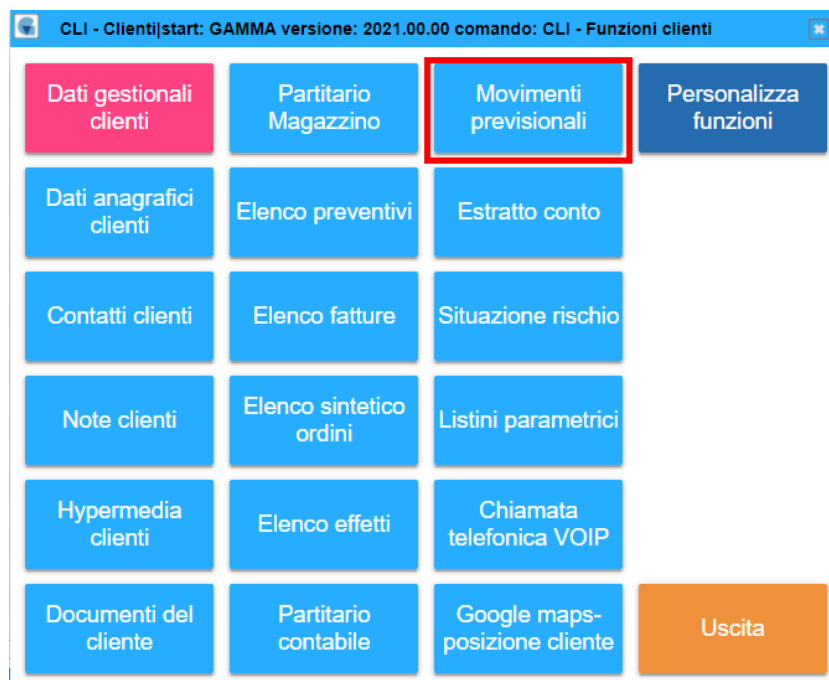 CLI - Clienti|start: GAMMA versione: 2021.00.00 comando: CLI - Funzioni clienti
Dati gestionali
clienti
Partitario
Magazzino
Movimenti
previsionali
Personalizza
funzioni
Dati anagrafici
clienti
Elenco preventivi
Estratto conto
Contatti clienti
Elenco fatture
Situazione rischio
Note clienti
Elenco sintetico
ordini
Listini parametrici
Hypermedia
clienti
Elenco effetti
Chiamata
telefonica VOIP
Documenti del
cliente
Partitario
contabile
Google maps-
posizione cliente
Uscita